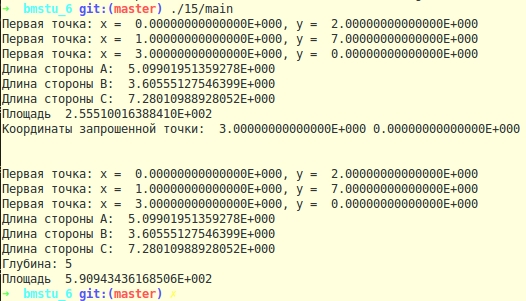 → bmstu_6 git:(master) ./15/main
Первая точка: x =  0.00000000000000E+000, y =  2.00000000000000E+000
Первая точка: x =  1.00000000000000E+000, y =  7.00000000000000E+000
Первая точка: x =  3.00000000000000E+000, y =  0.00000000000000E+000
Длина стороны A:  5.09901951359278E+000
Длина стороны B:  3.60555127546399E+000
Длина стороны C:  7.28010988928052E+000
Площадь  2.55510016388410E+002
Координаты запрошенной точки:  3.00000000000000E+000 0.00000000000000E+000
Первая точка: x =  0.00000000000000E+000, y =  2.00000000000000E+000
Первая точка: x =  1.00000000000000E+000, y =  7.00000000000000E+000
Первая точка: x =  3.00000000000000E+000, y =  0.00000000000000E+000
Длина стороны A:  5.09901951359278E+000
Длина стороны B:  3.60555127546399E+000
Длина стороны C:  7.28010988928052E+000
Глубина: 5
Площадь  5.90943436168506E+002
→ bmstu_6 git:(master) ✗